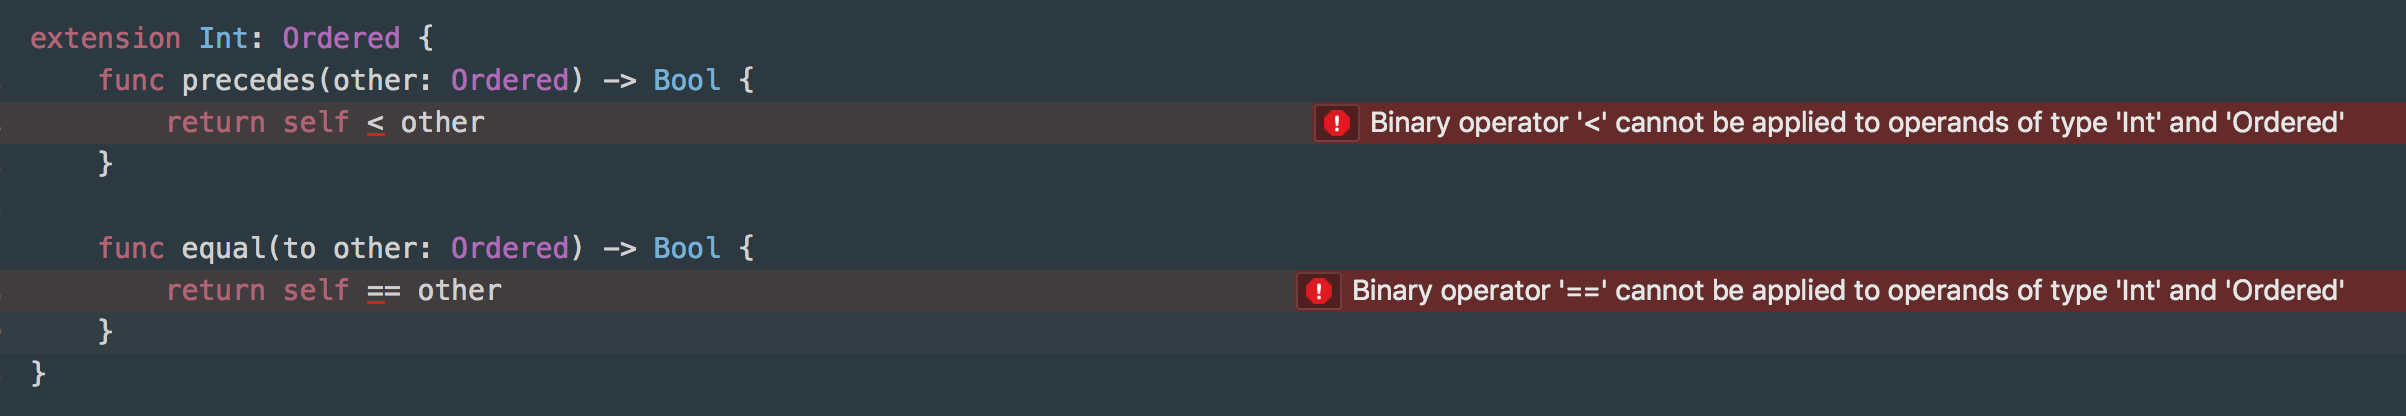 extension Int: Ordered {
    func precedes(other: Ordered) -> Bool {
        return self < other Binary operator '<' cannot be applied to operands of type 'Int' and 'Ordered'
    }
    func equal(to other: Ordered) -> Bool {
        return self == other Binary operator '==' cannot be applied to operands of type 'Int' and 'Ordered'
    }
}